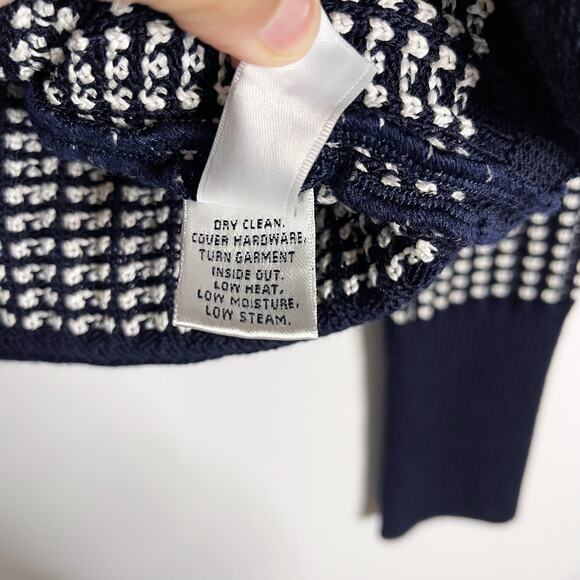 DRY CLEAN.
COVER HARDWARE,
TURN GARMENT
INSIDE OUT.
LOW HEAT,
LOW MOISTURE,
LOW STEAM.